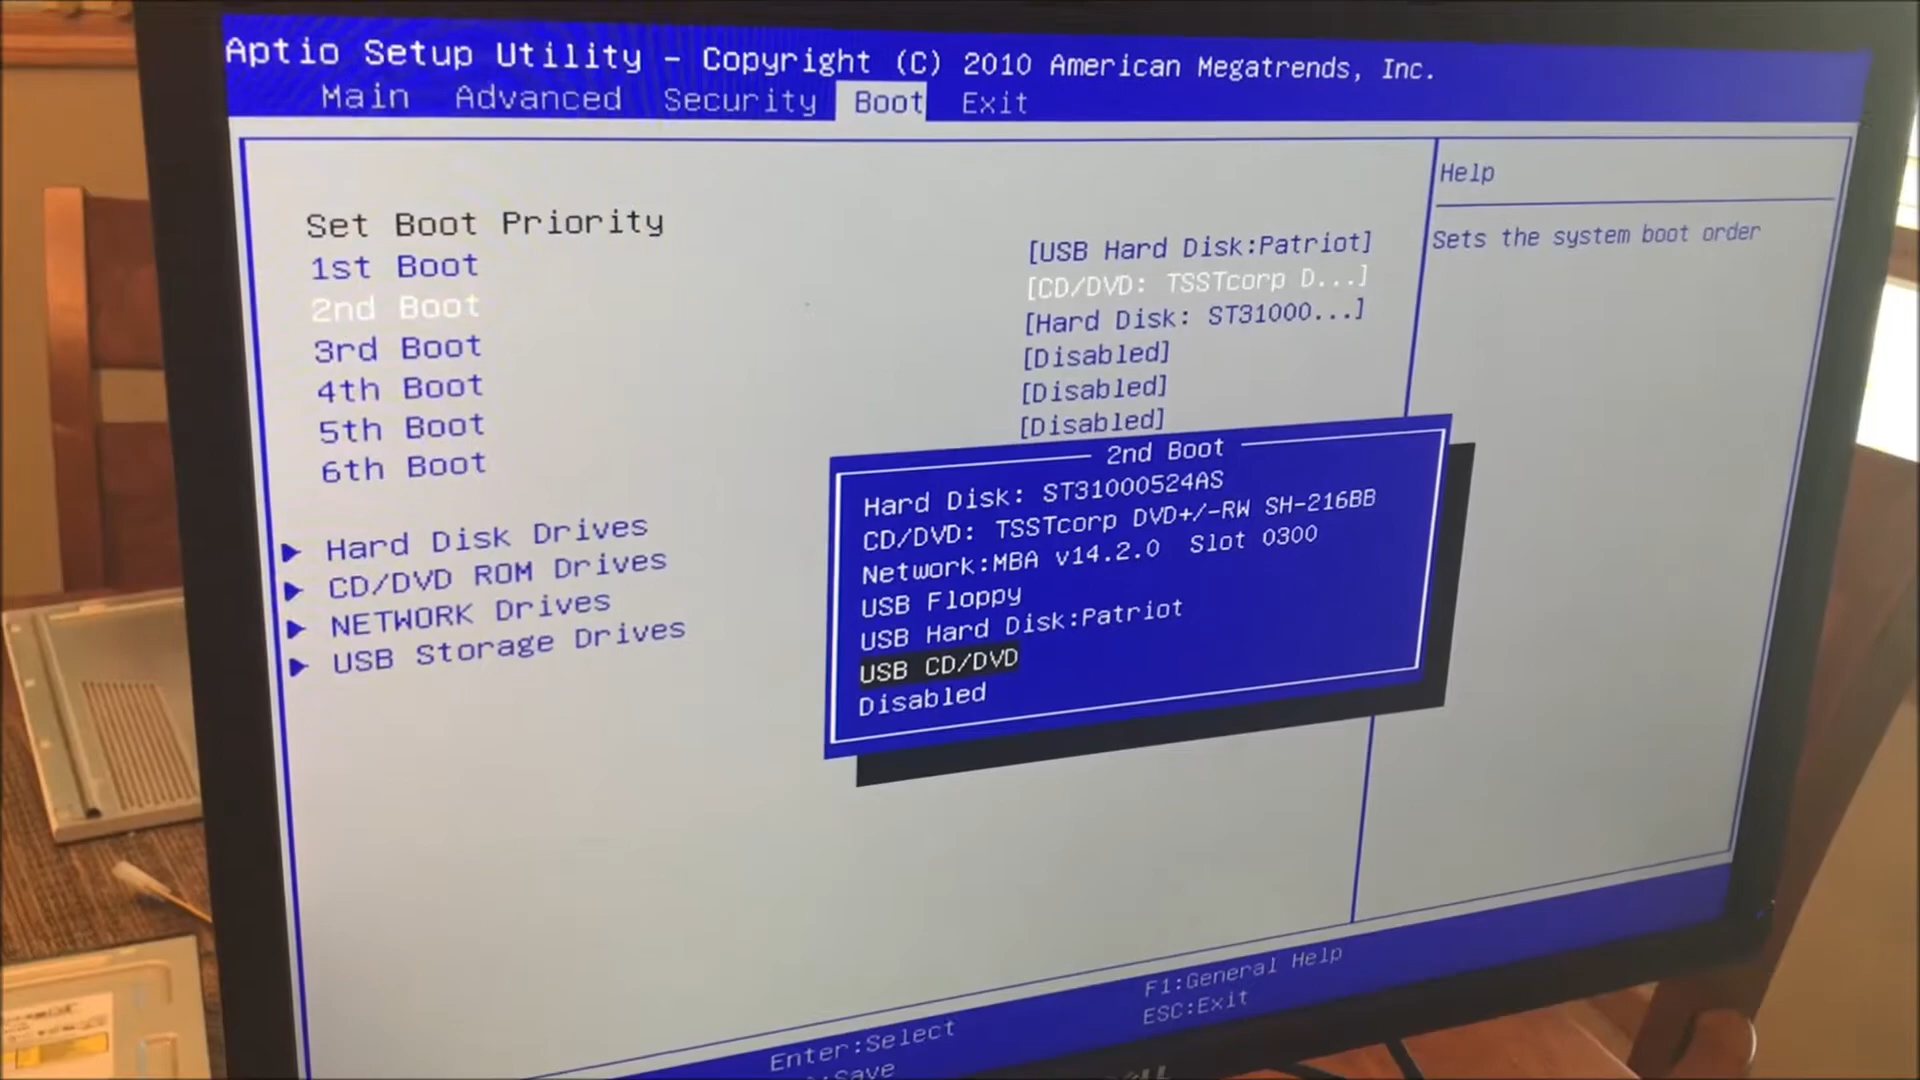 Aptio Setup Utility - Copyright (C) 2010 American Megatrends, Inc.
Main Advanced Security Boot Exit
Set Boot Priority
1st Boot [USB Hard Disk:Patriot]
2nd Boot [CD/DVD: TSSTcorp D...]
3rd Boot [Hard Disk: ST31000...]
4th Boot [Disabled]
5th Boot [Disabled]
6th Boot [Disabled]
▶ Hard Disk Drives
▶ CD/DVD ROM Drives
▶ NETWORK Drives
▶ USB Storage Drives
2nd Boot
Hard Disk: ST31000524AS
CD/DVD: TSSTcorp DVD+/-RW SH-216BB
Network:MBA v14.2.0 Slot 0300
USB Floppy
USB Hard Disk:Patriot
USB CD/DVD
Disabled
Help
Sets the system boot order
F1:General Help
Enter:Select ESC:Exit
:Save